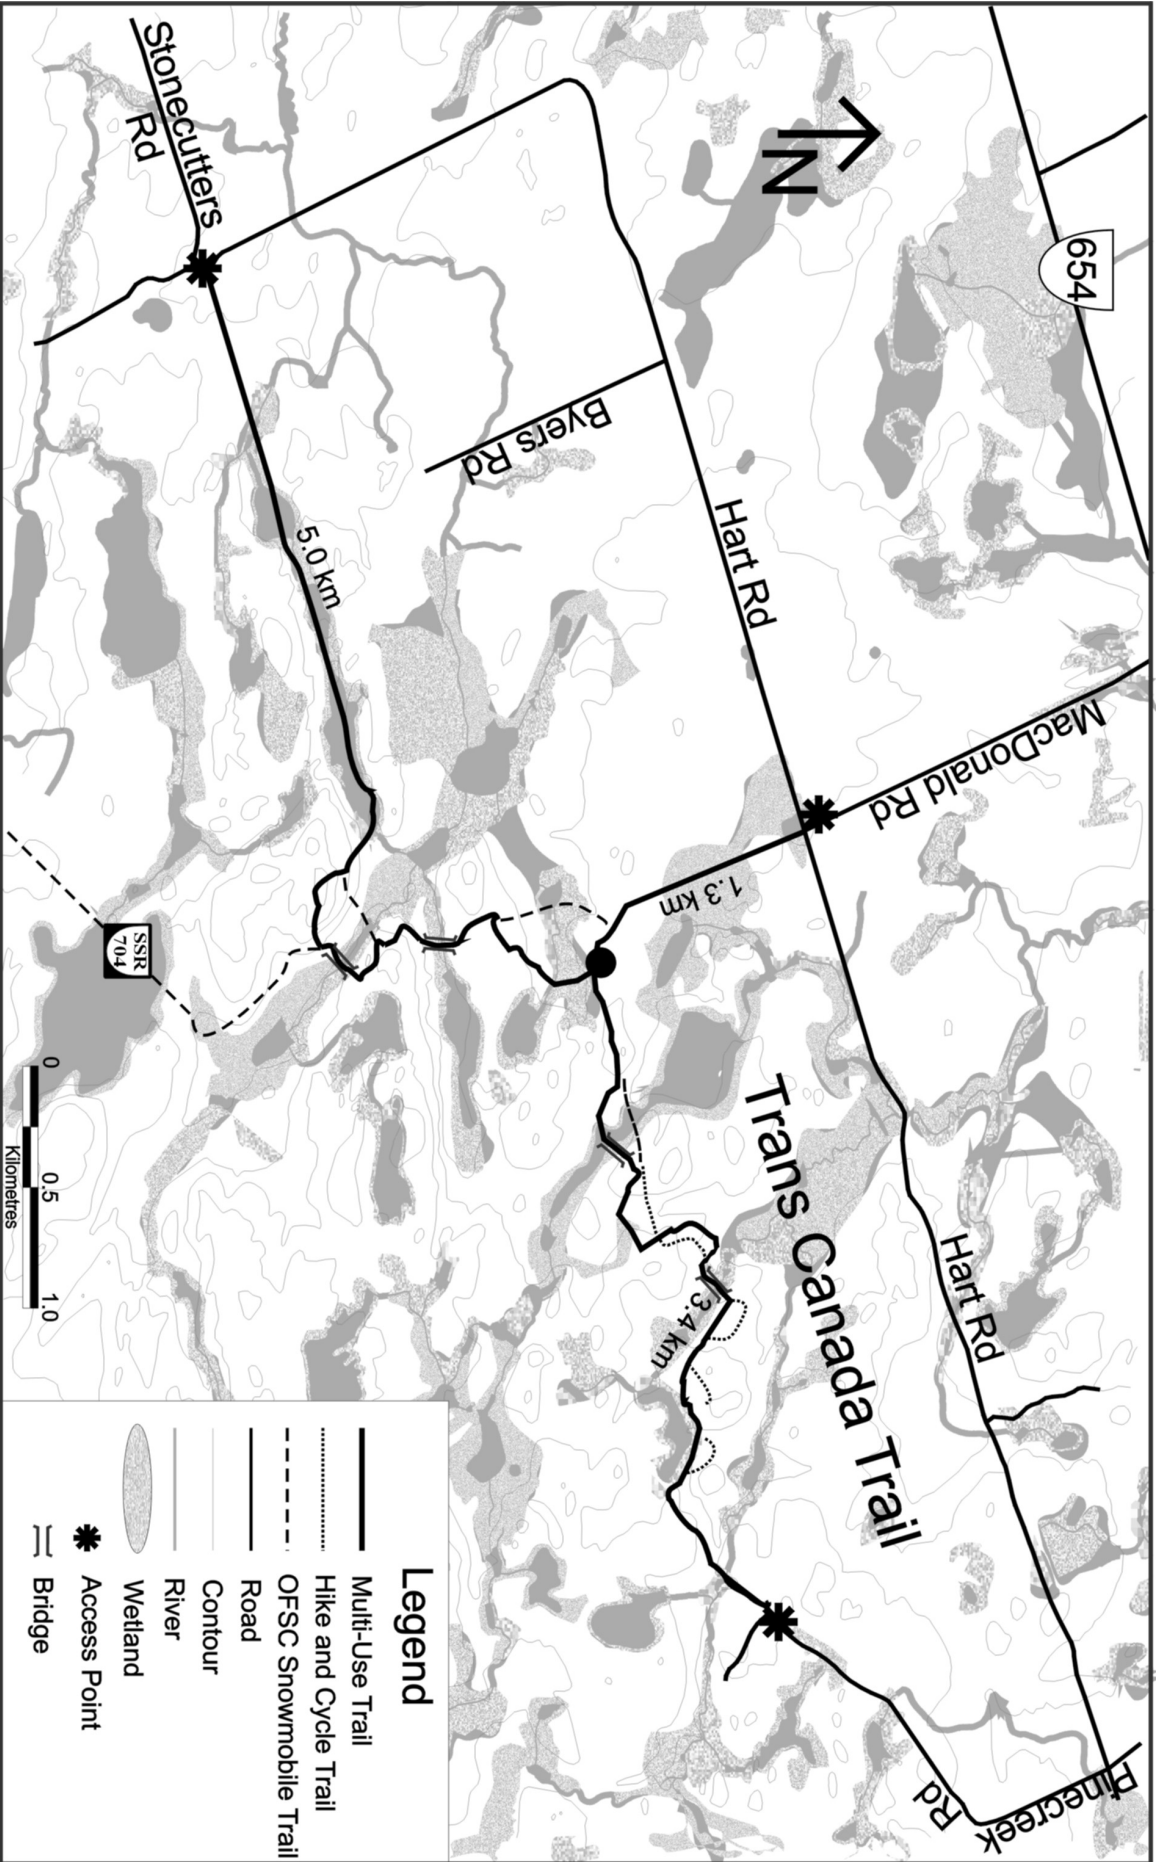 654
MacDonald Rd
Pinecreek
Rd
Hart Rd
Hart Rd
N
Trans Canada Trail
Byers Rd
1.3 km
3.4 km
5.0 km
Stonecutters
Rd
SSR
704
0
0.5
1.0
Kilometres
Legend
Multi-Use Trail
Hike and Cycle Trail
OFSC Snowmobile Trail
Road
Contour
River
Wetland
Access Point
Bridge